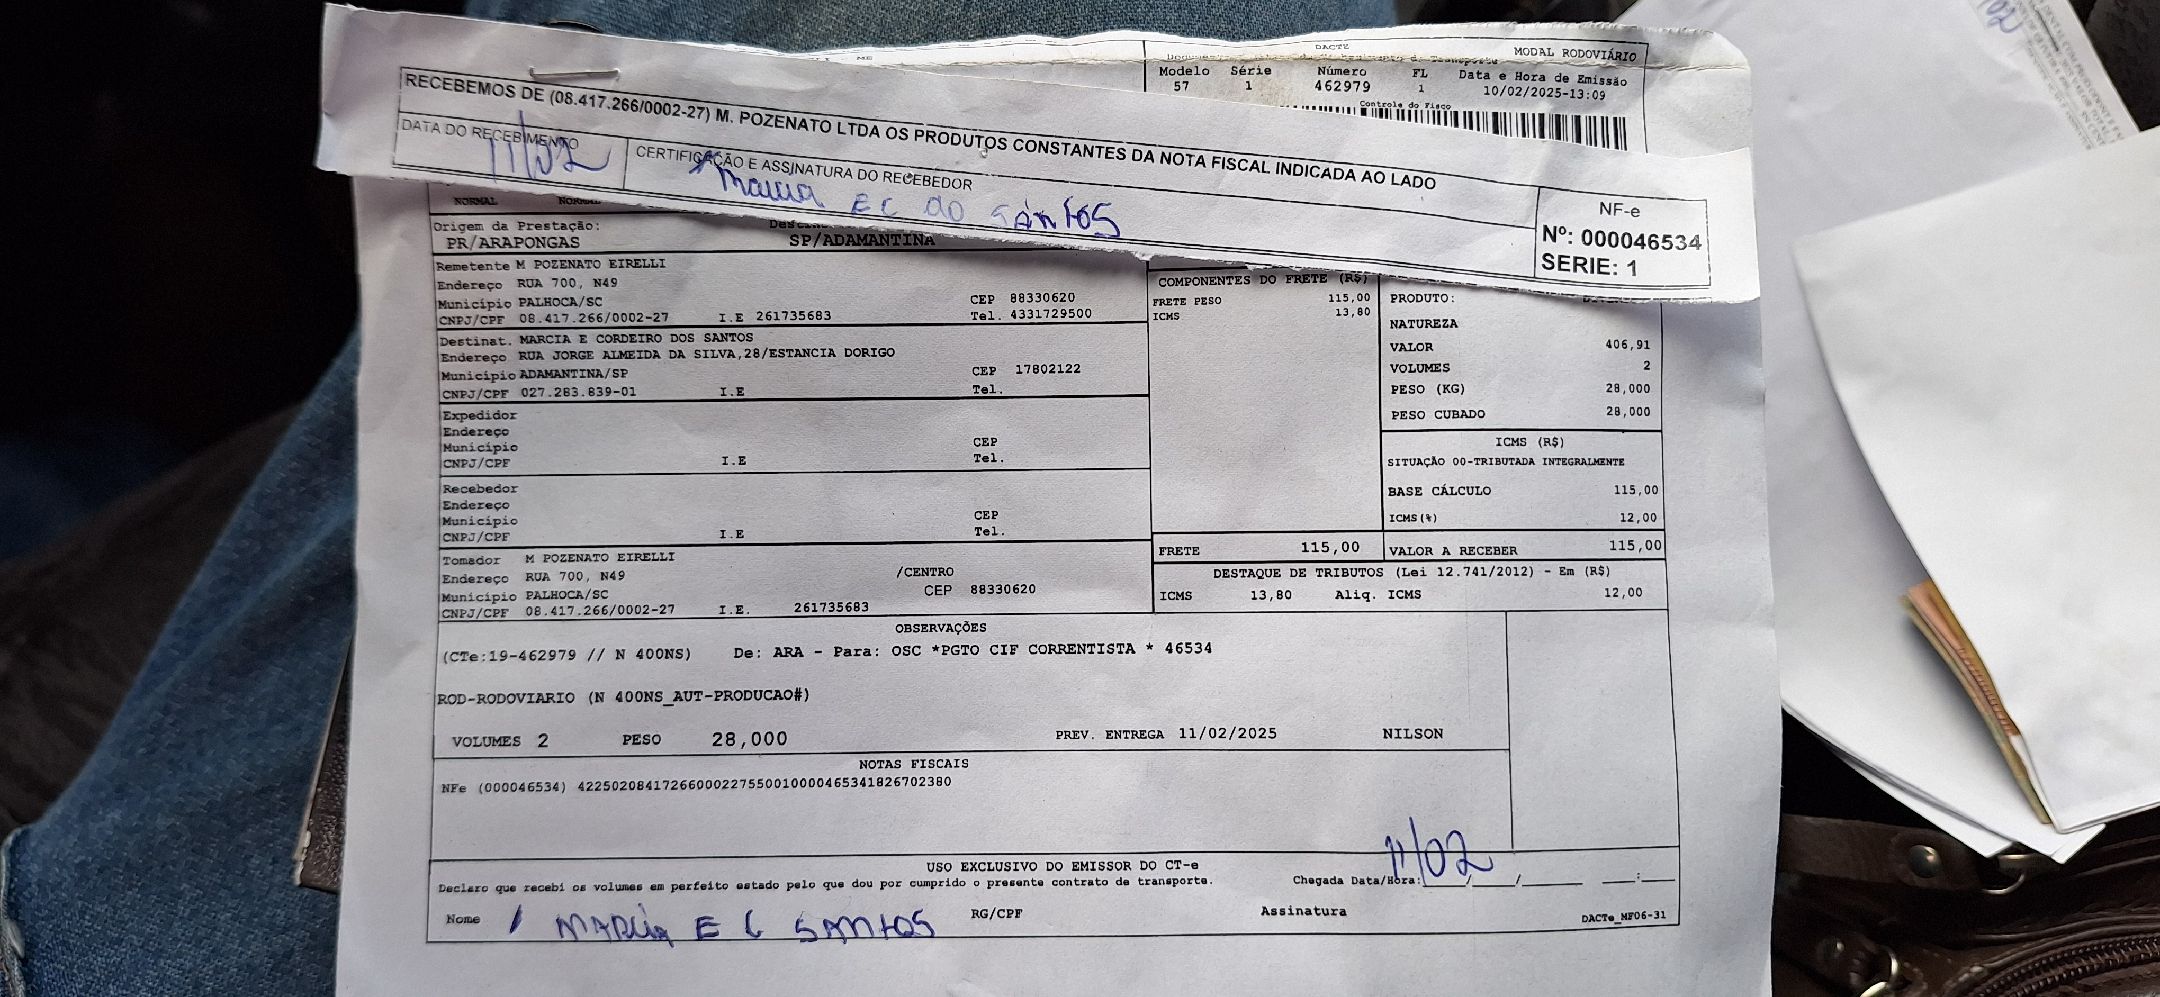 DACTE
MODAL RODOVIÁRIO
Modelo Série Número FL Data e Hora de Emissão
57 1 462979 1 10/02/2025-13:09
Controle do Fisco
RECEBEMOS DE (08.417.266/0002-27) M. POZENATO LTDA OS PRODUTOS CONSTANTES DA NOTA FISCAL INDICADA AO LADO
DATA DO RECEBIMENTO
11/02
CERTIFICAÇÃO E ASSINATURA DO RECEBEDOR
Marcia E C do Santos
NF-e
Nº: 000046534
SERIE: 1
NORMAL
Origem da Prestação:
PR/ARAPONGAS SP/ADAMANTINA
Remetente M POZENATO EIRELLI
Endereço RUA 700, N49
Município PALHOCA/SC CEP 88330620
CNPJ/CPF 08.417.266/0002-27 I.E 261735683 Tel. 4331729500
Destinat. MARCIA E CORDEIRO DOS SANTOS
Endereço RUA JORGE ALMEIDA DA SILVA,28/ESTANCIA DORIGO
Município ADAMANTINA/SP CEP 17802122
CNPJ/CPF 027.283.839-01 I.E Tel.
Expedidor
Endereço
Município CEP
CNPJ/CPF I.E Tel.
Recebedor
Endereço
Município CEP
CNPJ/CPF I.E Tel.
Tomador M POZENATO EIRELLI
Endereço RUA 700, N49 /CENTRO
Município PALHOCA/SC CEP 88330620
CNPJ/CPF 08.417.266/0002-27 I.E. 261735683
COMPONENTES DO FRETE (R$)
FRETE PESO 115,00
ICMS 13,80
FRETE 115,00
PRODUTO:
NATUREZA
VALOR 406,91
VOLUMES 2
PESO (KG) 28,000
PESO CUBADO 28,000
ICMS (R$)
SITUAÇÃO 00-TRIBUTADA INTEGRALMENTE
BASE CÁLCULO 115,00
ICMS(%) 12,00
VALOR A RECEBER 115,00
DESTAQUE DE TRIBUTOS (Lei 12.741/2012) - Em (R$)
ICMS 13,80 Aliq. ICMS 12,00
OBSERVAÇÕES
(CTe:19-462979 // N 400NS) De: ARA - Para: OSC *PGTO CIF CORRENTISTA * 46534
ROD-RODOVIARIO (N 400NS_AUT-PRODUCAO#)
VOLUMES 2 PESO 28,000 PREV. ENTREGA 11/02/2025 NILSON
NOTAS FISCAIS
NFe (000046534) 42250208417266000227550010000465341826702380
USO EXCLUSIVO DO EMISSOR DO CT-e
Declaro que recebi os volumes em perfeito estado pelo que dou por cumprido o presente contrato de transporte.
Chegada Data/Hora: 11/02
Nome MARCIA E C SANTOS RG/CPF Assinatura
DACTe_MF06-31